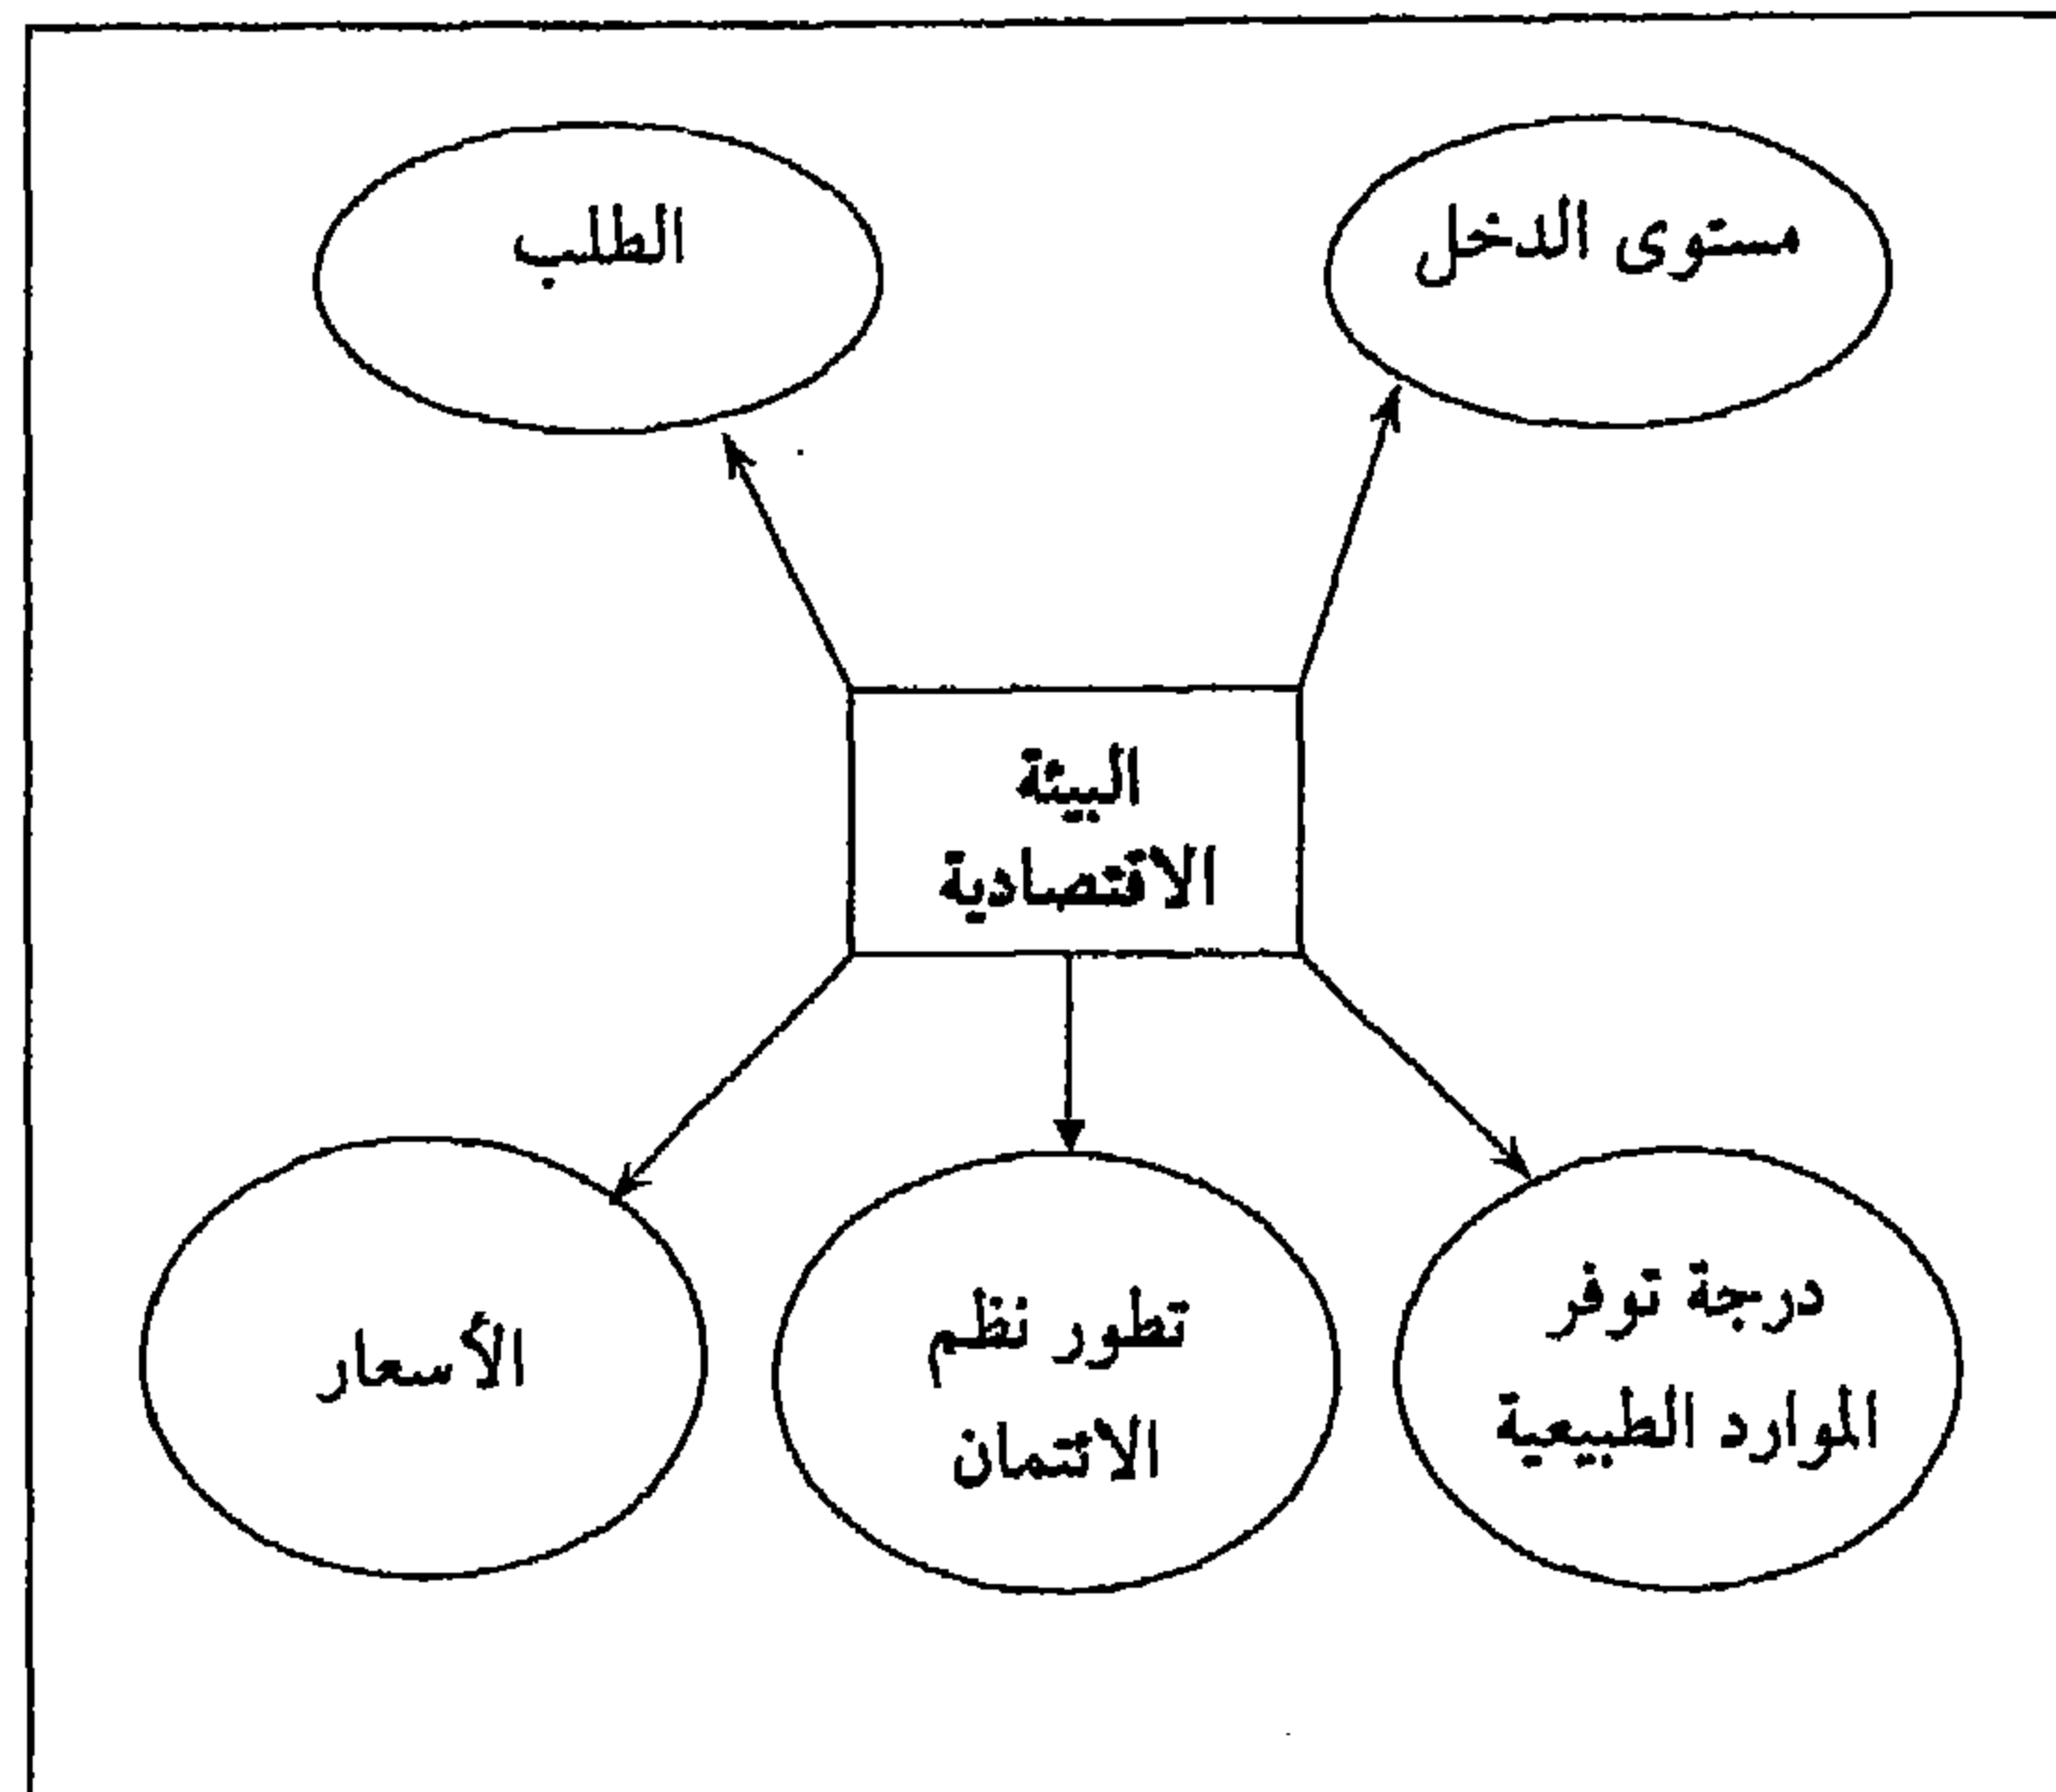 مستوى الدخل
الطلب
البيئة
الاقتصادية
درجة توفر
الموارد الطبيعية
تطور نظم
الائتمان
الأسعار